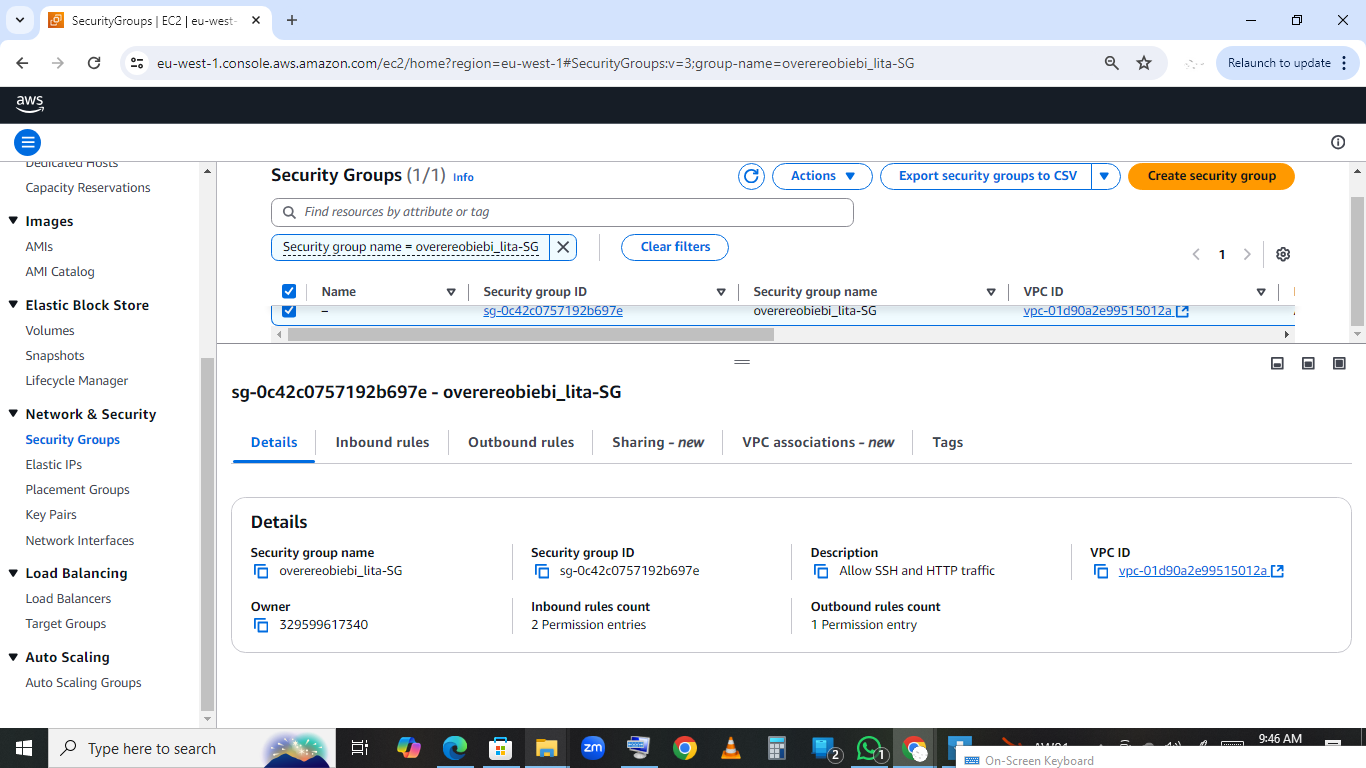 SecurityGroups | EC2 | eu-west-
eu-west-1.console.aws.amazon.com/ec2/home?region=eu-west-1#SecurityGroups:v=3;group-name=overereobiebi_lita-SG
Relaunch to update
aws
Dedicated Hosts
Capacity Reservations
Images
AMIs
AMI Catalog
Elastic Block Store
Volumes
Snapshots
Lifecycle Manager
Network & Security
Security Groups
Elastic IPs
Placement Groups
Key Pairs
Network Interfaces
Load Balancing
Load Balancers
Target Groups
Auto Scaling
Auto Scaling Groups
Security Groups (1/1) Info
Actions
Export security groups to CSV
Create security group
Find resources by attribute or tag
Security group name = overereobiebi_lita-SG
Clear filters
1
Name Security group ID Security group name VPC ID
– sg-0c42c0757192b697e overereobiebi_lita-SG vpc-01d90a2e99515012a
sg-0c42c0757192b697e - overereobiebi_lita-SG
Details Inbound rules Outbound rules Sharing - new VPC associations - new Tags
Details
Security group name
overereobiebi_lita-SG
Security group ID
sg-0c42c0757192b697e
Description
Allow SSH and HTTP traffic
VPC ID
vpc-01d90a2e99515012a
Owner
329599617340
Inbound rules count
2 Permission entries
Outbound rules count
1 Permission entry
Type here to search
zm
2
1
9:46 AM
On-Screen Keyboard